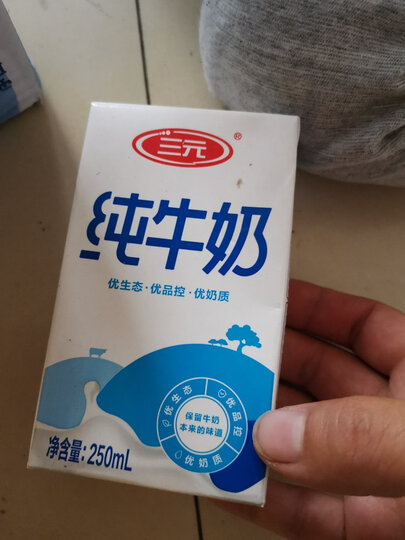 三元®
纯牛奶
优生态·优品控·优奶质
优生态
优品控
保留牛奶
本来的味道
优奶质
净含量:250mL